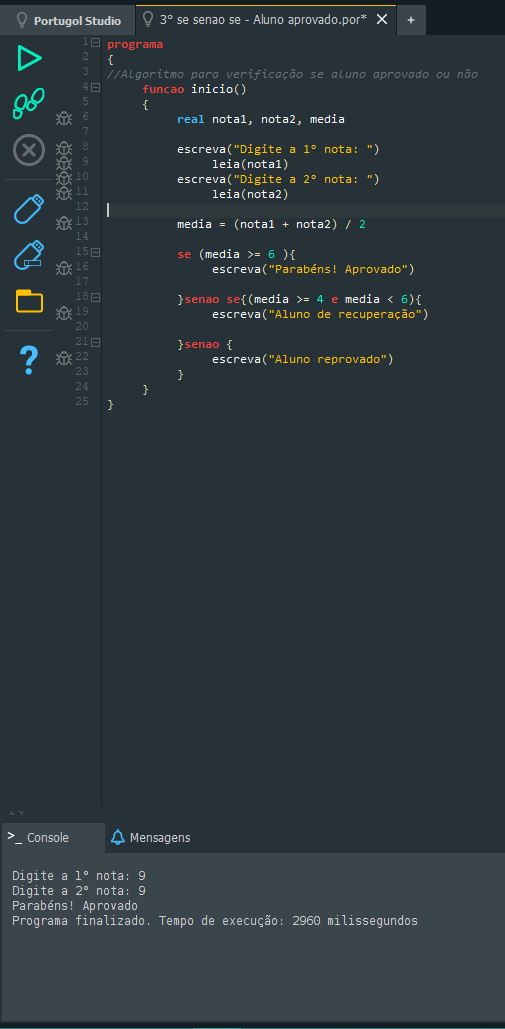 Portugol Studio
3° se senao se - Aluno aprovado.por*
+
1 programa
2 {
3 //Algoritmo para verificação se aluno aprovado ou não
4 funcao inicio()
5 {
6 real nota1, nota2, media
7
8 escreva("Digite a 1° nota: ")
9 leia(nota1)
10 escreva("Digite a 2° nota: ")
11 leia(nota2)
12
13 media = (nota1 + nota2) / 2
14
15 se (media >= 6 ){
16 escreva("Parabéns! Aprovado")
17
18 }senao se{(media >= 4 e media < 6){
19 escreva("Aluno de recuperação")
20
21 }senao {
22 escreva("Aluno reprovado")
23 }
24 }
25 }
>_ Console
Mensagens
Digite a 1° nota: 9
Digite a 2° nota: 9
Parabéns! Aprovado
Programa finalizado. Tempo de execução: 2960 milissegundos